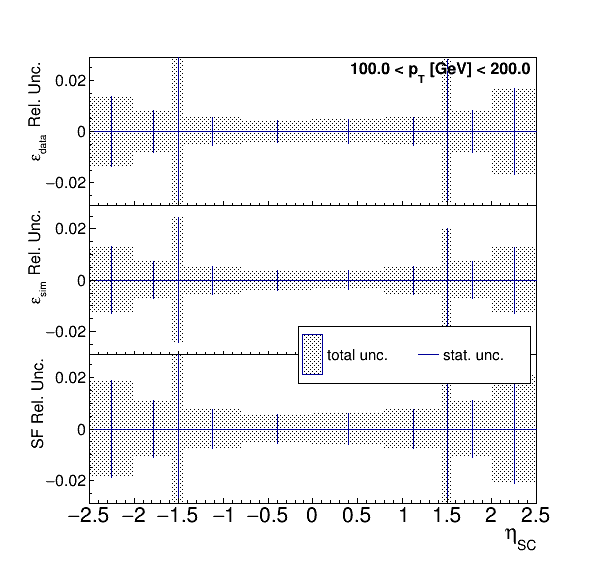 100.0 < p_T [GeV] < 200.0
ε_data Rel. Unc.
0.02
0
−0.02
ε_sim Rel. Unc.
0.02
0
−0.02
total unc. stat. unc.
SF Rel. Unc.
0.02
0
−0.02
−2.5 −2 −1.5 −1 −0.5 0 0.5 1 1.5 2 2.5
η_SC